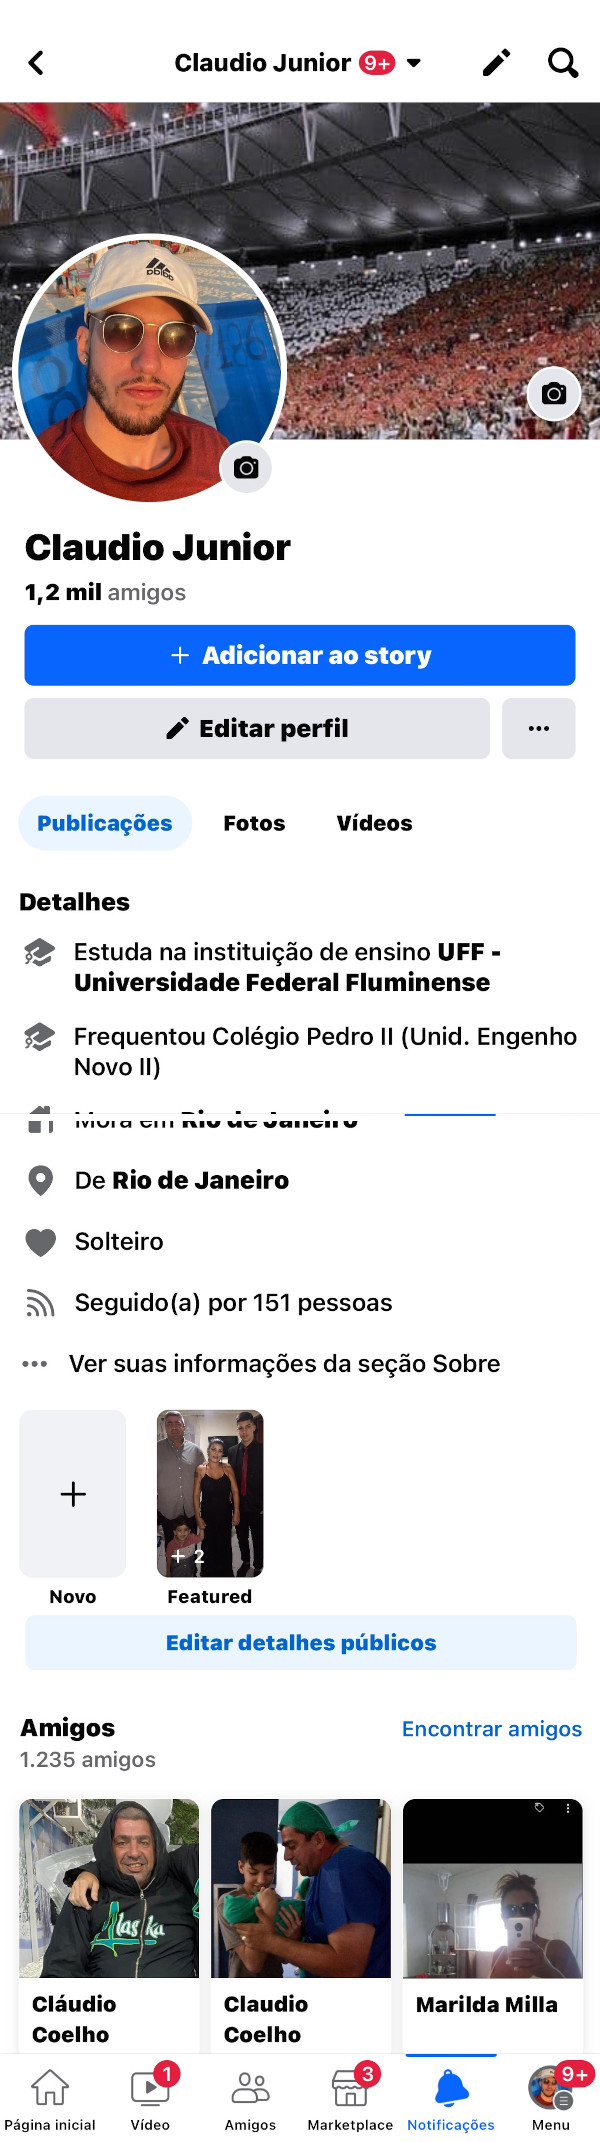 Claudio Junior 9+
adidas
Claudio Junior
1,2 mil amigos
+ Adicionar ao story
Editar perfil
Publicações Fotos Vídeos
Detalhes
Estuda na instituição de ensino UFF -
Universidade Federal Fluminense
Frequentou Colégio Pedro II (Unid. Engenho
Novo II)
Mora em Rio de Janeiro
De Rio de Janeiro
Solteiro
Seguido(a) por 151 pessoas
Ver suas informações da seção Sobre
+ 2
Novo Featured
Editar detalhes públicos
Amigos Encontrar amigos
1.235 amigos
Alaska
Cláudio
Coelho
Claudio
Coelho
Marilda Milla
1 3 9+
Página inicial Vídeo Amigos Marketplace Notificações Menu